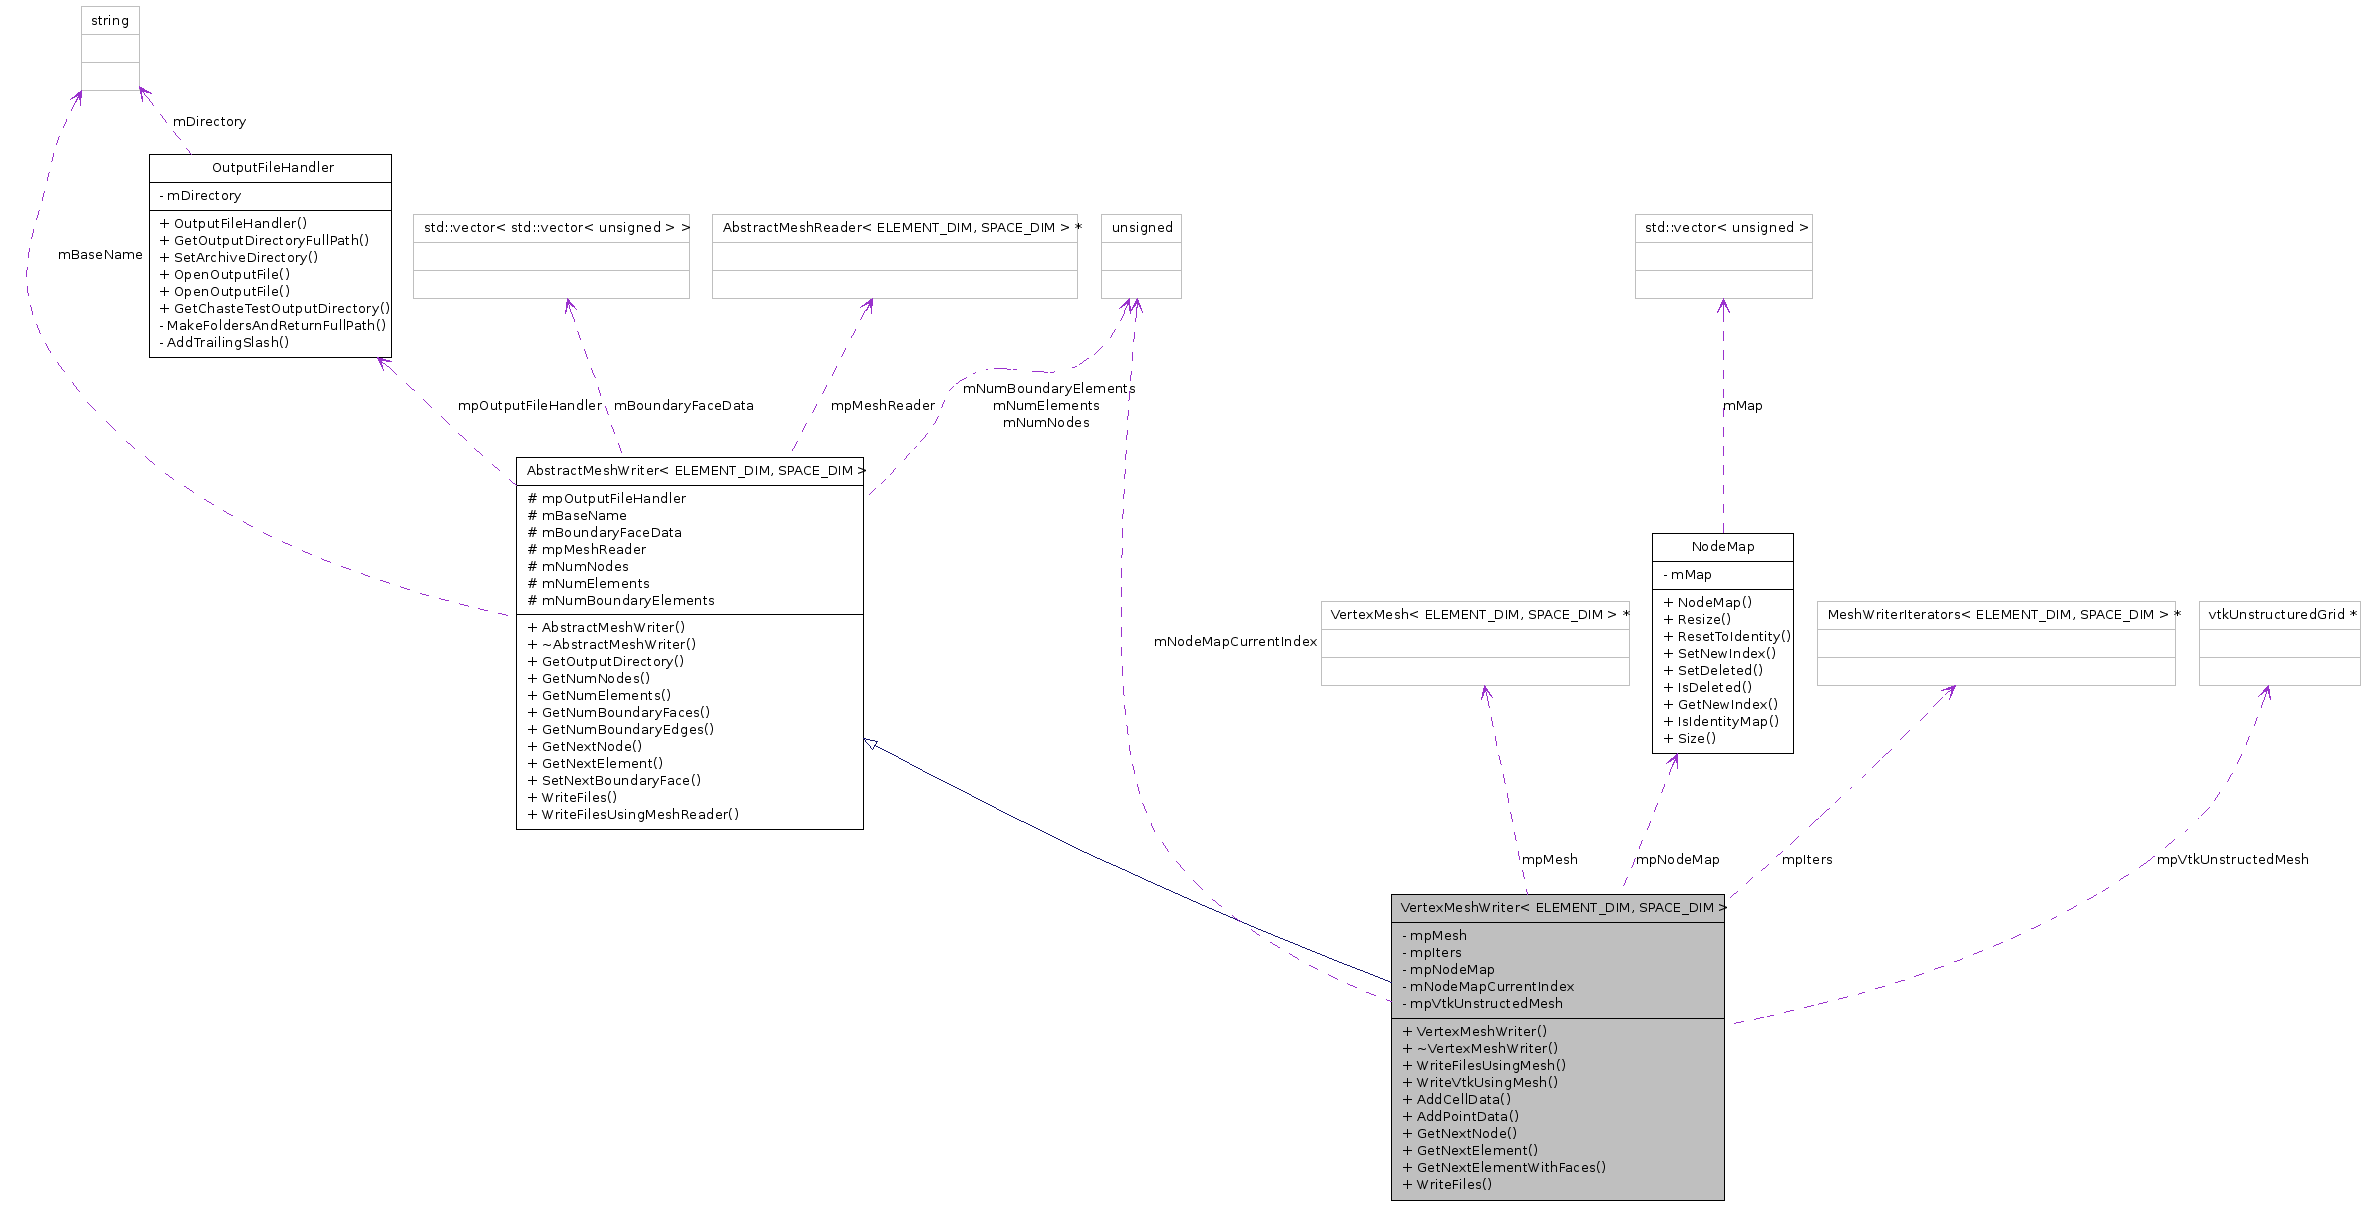 string
mDirectory
OutputFileHandler
- mDirectory
+ OutputFileHandler()
+ GetOutputDirectoryFullPath()
+ SetArchiveDirectory()
+ OpenOutputFile()
+ OpenOutputFile()
+ GetChasteTestOutputDirectory()
- MakeFoldersAndReturnFullPath()
- AddTrailingSlash()
mBaseName
std::vector< std::vector< unsigned > >
AbstractMeshReader< ELEMENT_DIM, SPACE_DIM > *
unsigned
std::vector< unsigned >
mpOutputFileHandler
mBoundaryFaceData
mpMeshReader
mNumBoundaryElements
mNumElements
mNumNodes
mMap
AbstractMeshWriter< ELEMENT_DIM, SPACE_DIM >
# mpOutputFileHandler
# mBaseName
# mBoundaryFaceData
# mpMeshReader
# mNumNodes
# mNumElements
# mNumBoundaryElements
+ AbstractMeshWriter()
+ ~AbstractMeshWriter()
+ GetOutputDirectory()
+ GetNumNodes()
+ GetNumElements()
+ GetNumBoundaryFaces()
+ GetNumBoundaryEdges()
+ GetNextNode()
+ GetNextElement()
+ SetNextBoundaryFace()
+ WriteFiles()
+ WriteFilesUsingMeshReader()
mNodeMapCurrentIndex
VertexMesh< ELEMENT_DIM, SPACE_DIM > *
NodeMap
- mMap
+ NodeMap()
+ Resize()
+ ResetToIdentity()
+ SetNewIndex()
+ SetDeleted()
+ IsDeleted()
+ GetNewIndex()
+ IsIdentityMap()
+ Size()
MeshWriterIterators< ELEMENT_DIM, SPACE_DIM > *
vtkUnstructuredGrid *
mpMesh
mpNodeMap
mpIters
mpVtkUnstructedMesh
VertexMeshWriter< ELEMENT_DIM, SPACE_DIM >
- mpMesh
- mpIters
- mpNodeMap
- mNodeMapCurrentIndex
- mpVtkUnstructedMesh
+ VertexMeshWriter()
+ ~VertexMeshWriter()
+ WriteFilesUsingMesh()
+ WriteVtkUsingMesh()
+ AddCellData()
+ AddPointData()
+ GetNextNode()
+ GetNextElement()
+ GetNextElementWithFaces()
+ WriteFiles()